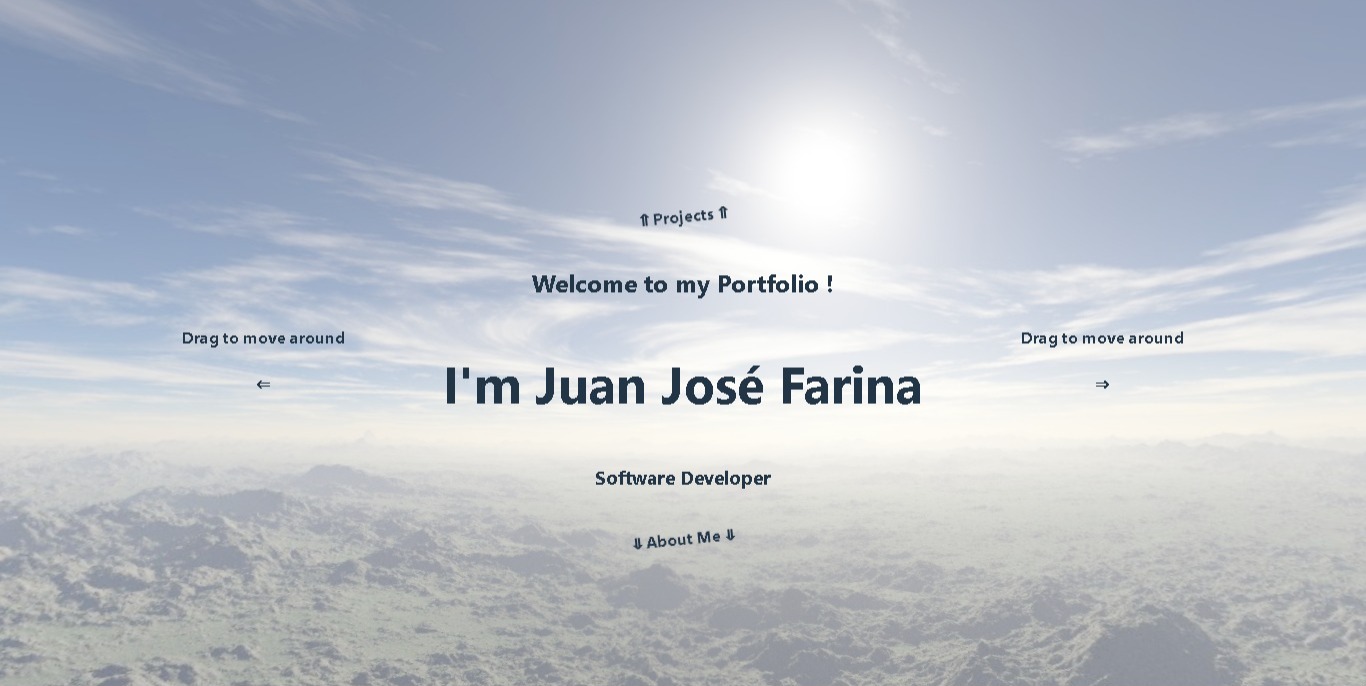 ⇑ Projects ⇑
Welcome to my Portfolio !
Drag to move around
Drag to move around
⇐
I'm Juan José Farina
⇒
Software Developer
⇓ About Me ⇓